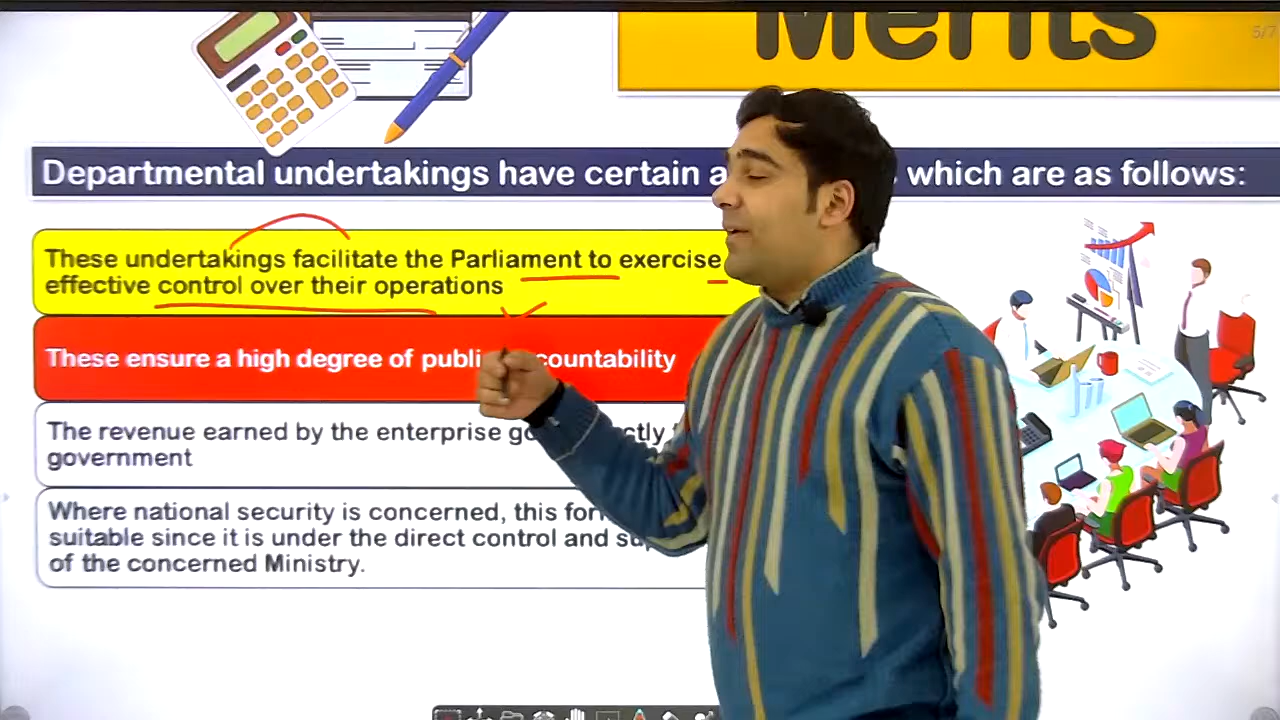 Merits
5/7
Departmental undertakings have certain a which are as follows:
These undertakings facilitate the Parliament to exercise
effective control over their operations
These ensure a high degree of publi countability
The revenue earned by the enterprise go ctly
government
Where national security is concerned, this for
suitable since it is under the direct control and su
of the concerned Ministry.